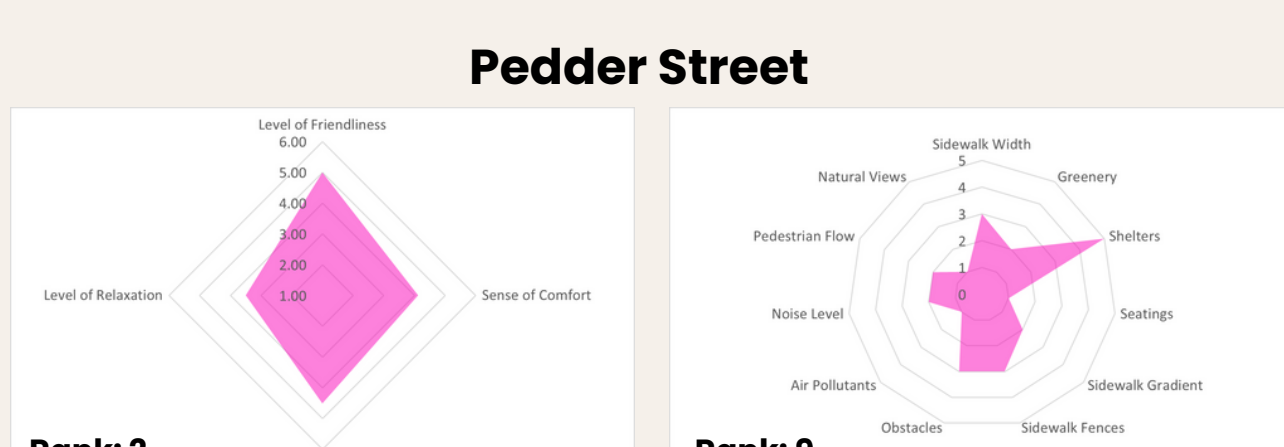 Pedder Street
Level of Friendliness
6.00
5.00
4.00
3.00
2.00
1.00
Level of Relaxation
Sense of Comfort
Sidewalk Width
5
4
3
2
1
0
Greenery
Shelters
Seatings
Sidewalk Gradient
Sidewalk Fences
Obstacles
Air Pollutants
Noise Level
Pedestrian Flow
Natural Views